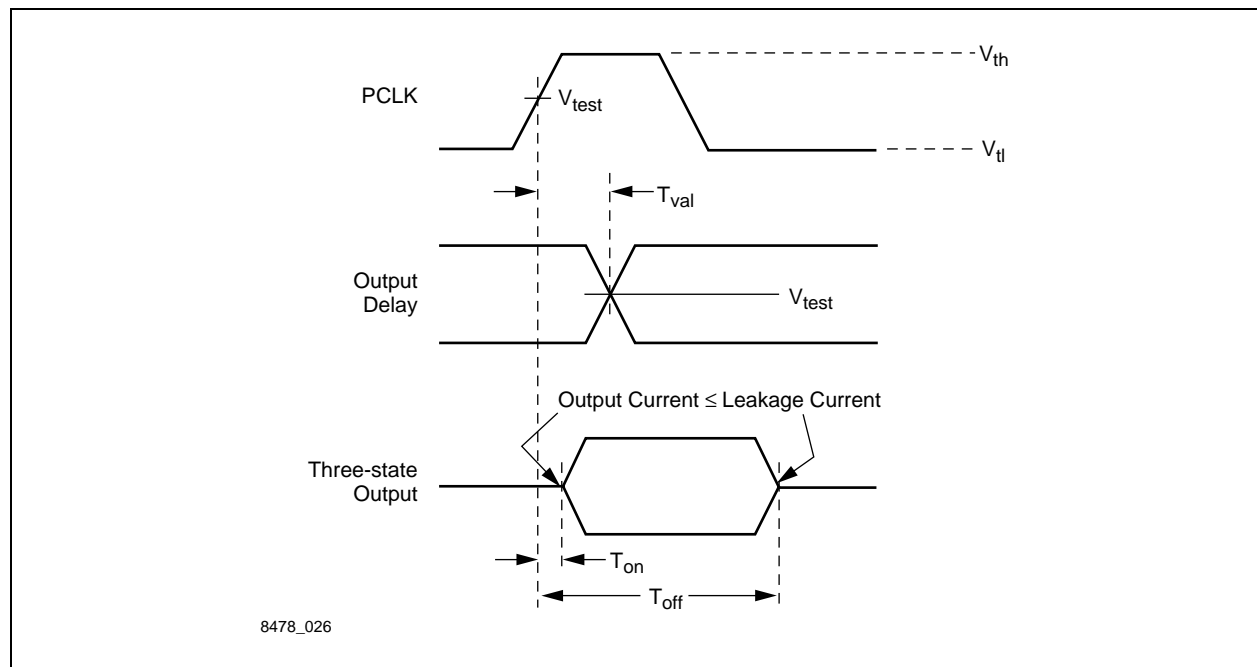 V_th
PCLK
V_test
V_tl
T_val
Output
Delay
V_test
Output Current ≤ Leakage Current
Three-state
Output
T_on
T_off
8478_026